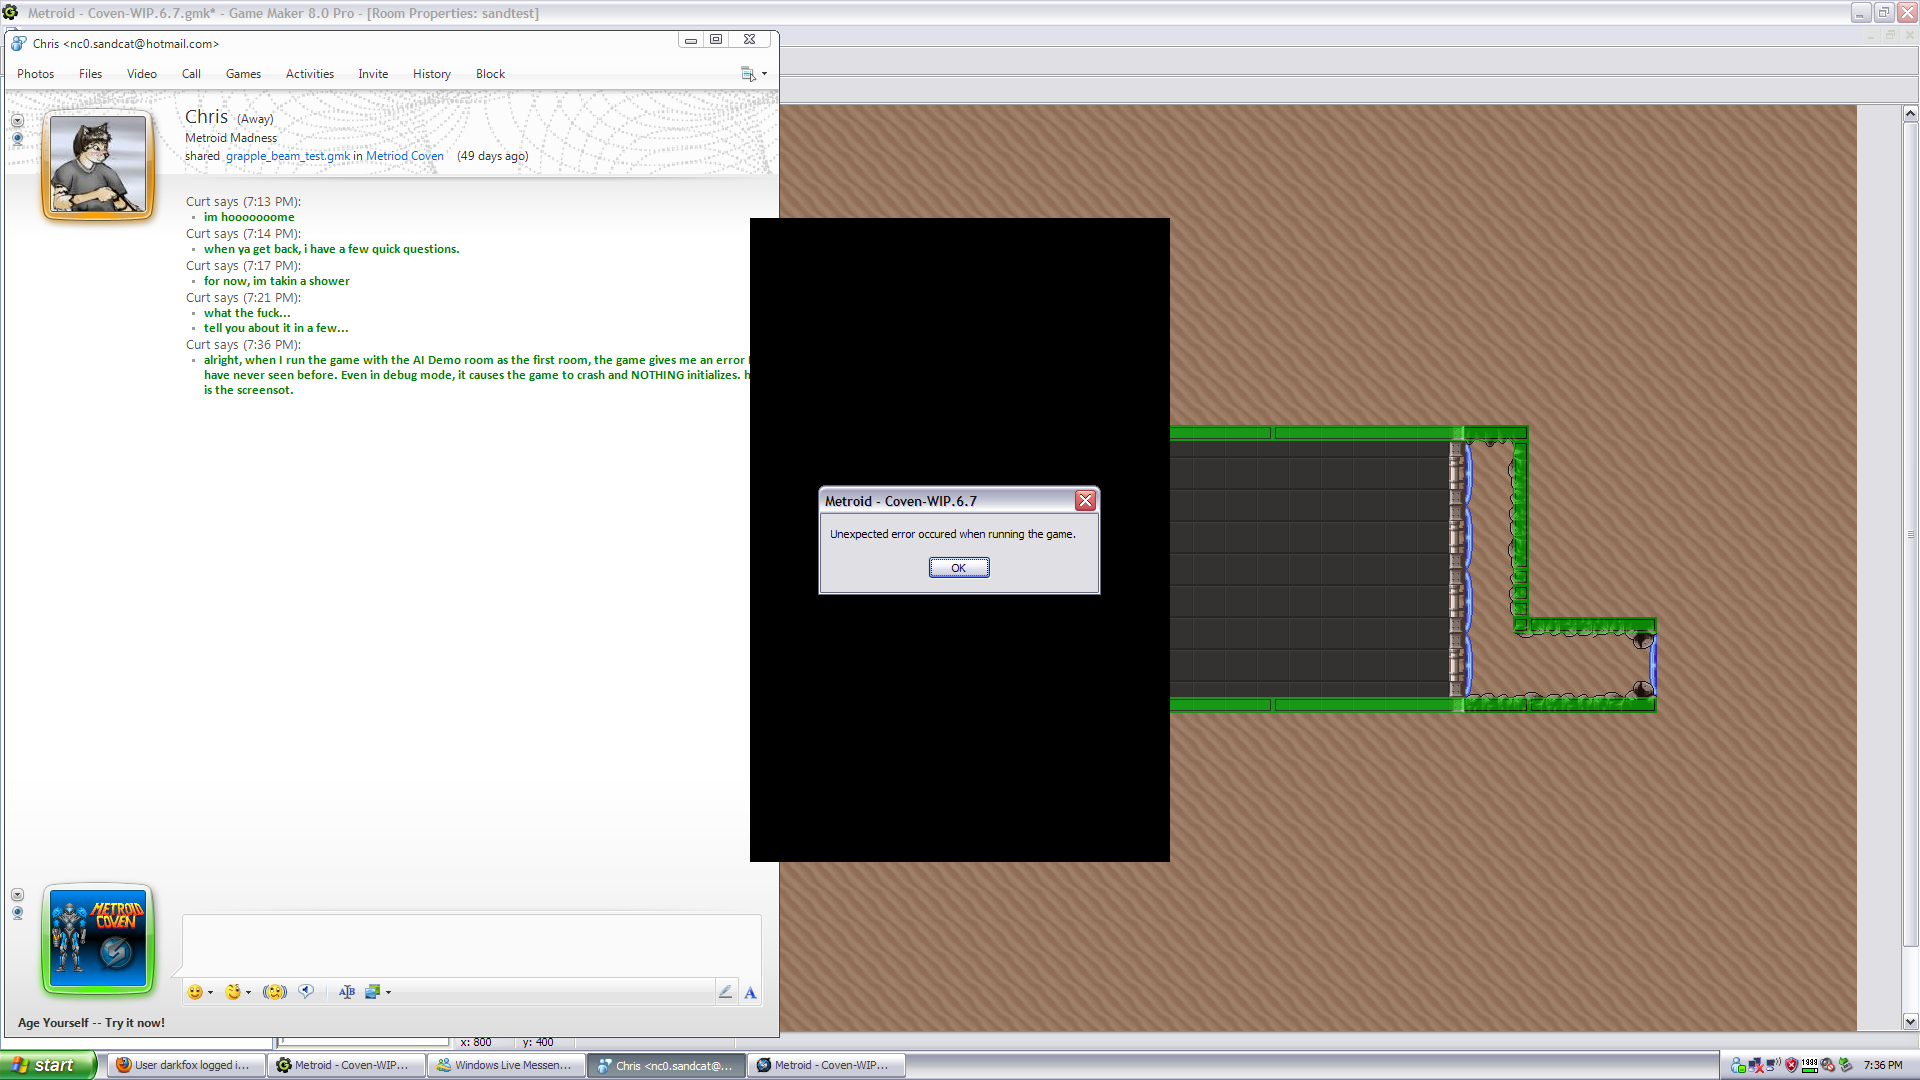 Metroid - Coven-WIP.6.7.gmk* - Game Maker 8.0 Pro - [Room Properties: sandtest]
Chris <nc0.sandcat@hotmail.com>
Photos Files Video Call Games Activities Invite History Block
Chris (Away)
Metroid Madness
shared grapple_beam_test.gmk in Metriod Coven (49 days ago)
Curt says (7:13 PM):
im hooooooome
Curt says (7:14 PM):
when ya get back, i have a few quick questions.
Curt says (7:17 PM):
for now, im takin a shower
Curt says (7:21 PM):
what the fuck...
tell you about it in a few...
Curt says (7:36 PM):
alright, when I run the game with the AI Demo room as the first room, the game gives me an error
have never seen before. Even in debug mode, it causes the game to crash and NOTHING initializes.
is the screensot.
Metroid - Coven-WIP.6.7
Unexpected error occured when running the game.
OK
METROID
COVEN
Age Yourself -- Try it now!
x: 800 y: 400
start
User darkfox logged i...
Metroid - Coven-WIP...
Windows Live Messen...
Chris <nc0.sandcat@...
Metroid - Coven-WIP...
7:36 PM